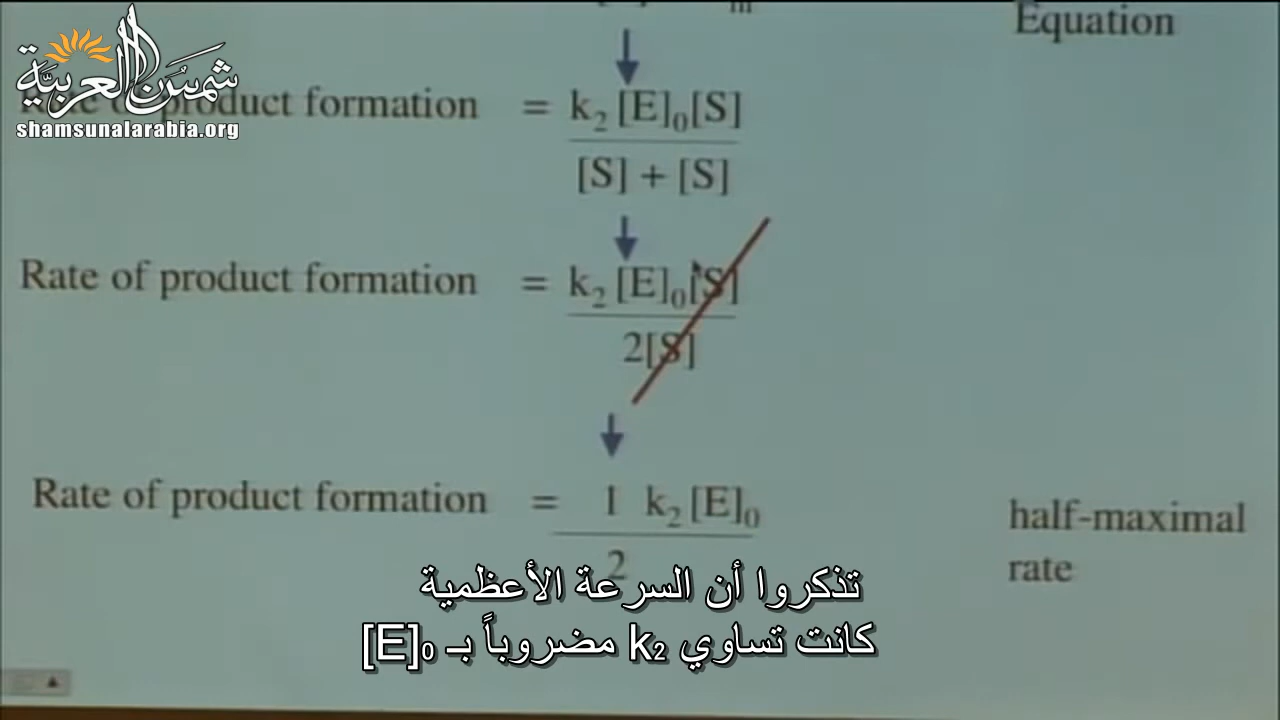 Equation
شمس العربية
shamsunalarabia.org
product formation = k₂ [E]₀[S]
[S] + [S]
Rate of product formation = k₂ [E]₀[S]
2[S]
Rate of product formation = 1 k₂ [E]₀
2
half-maximal
rate
تذكروا أن السرعة الأعظمية
كانت تساوي k₂ مضروباً بـ [E]₀